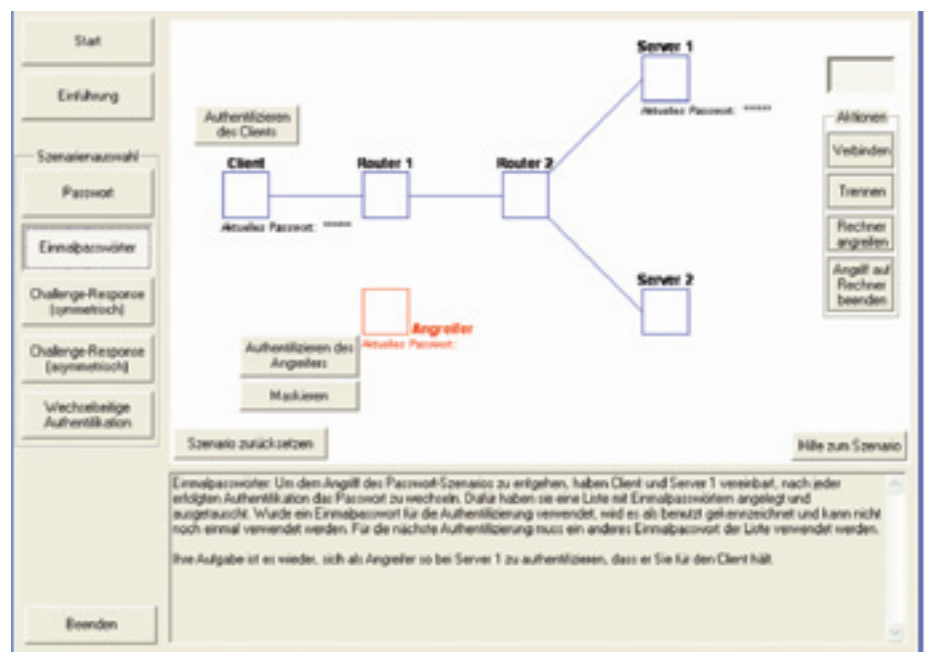 Start
Einführung
Szenarienauswahl
Passwort
Einmalpasswörter
Challenge-Response
(symmetrisch)
Challenge-Response
(asymmetrisch)
Wechselseitige
Authentifikation
Beenden
Authentifizieren
des Clients
Client
Aktuelles Passwort: *****
Router 1
Router 2
Server 1
Aktuelles Passwort: *****
Server 2
Angreifer
Aktuelles Passwort:
Authentifizieren des
Angreifers
Maskieren
Aktionen
Verbinden
Trennen
Rechner
angreifen
Angriff auf
Rechner
beenden
Szenario zurücksetzen
Hilfe zum Szenario
Einmalpasswörter: Um dem Angriff des Passwort-Szenarios zu entgehen, haben Client und Server 1 vereinbart, nach jeder
erfolgten Authentifikation das Passwort zu wechseln. Dafür haben sie eine Liste mit Einmalpasswörtern angelegt und
ausgetauscht. Wurde ein Einmalpasswort für die Authentifizierung verwendet, wird es als benutzt gekennzeichnet und kann nicht
noch einmal verwendet werden. Für die nächste Authentifizierung muss ein anderes Einmalpasswort der Liste verwendet werden.
Ihre Aufgabe ist es wieder, sich als Angreifer so bei Server 1 zu authentifizieren, dass er Sie für den Client hält.